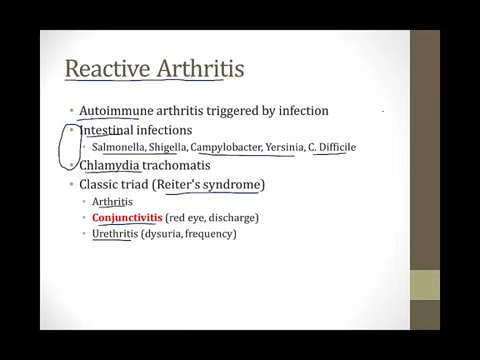 Reactive Arthritis
• Autoimmune arthritis triggered by infection
• Intestinal infections
• Salmonella, Shigella, Campylobacter, Yersinia, C. Difficile
• Chlamydia trachomatis
• Classic triad (Reiter's syndrome)
• Arthritis
• Conjunctivitis (red eye, discharge)
• Urethritis (dysuria, frequency)